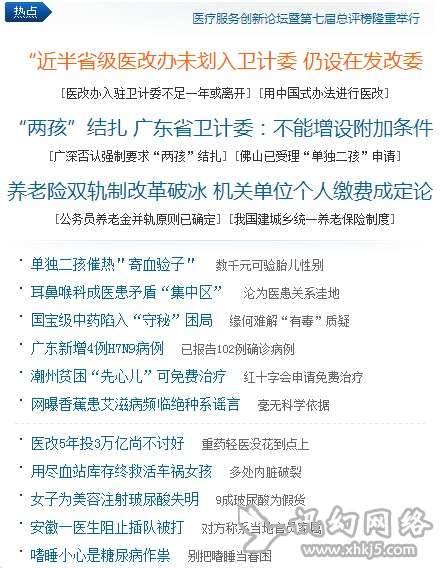 热点
医疗服务创新论坛暨第七届总评榜隆重举行
“近半省级医改办未划入卫计委 仍设在发改委
[医改办入驻卫计委不足一年或离开] [用中国式办法进行医改]
“两孩”结扎 广东省卫计委：不能增设附加条件
[广深否认强制要求“两孩”结扎] [佛山已受理“单独二孩”申请]
养老险双轨制改革破冰 机关单位个人缴费成定论
[公务员养老金并轨原则已确定] [我国建城乡统一养老保险制度]
· 单独二孩催热"寄血验子" 数千元可验胎儿性别
· 耳鼻喉科成医患矛盾“集中区” 沦为医患关系洼地
· 国宝级中药陷入“守秘”困局 缘何难解“有毒”质疑
· 广东新增4例H7N9病例 已报告102例确诊病例
· 潮州贫困“先心儿”可免费治疗 红十字会申请免费治疗
· 网曝香蕉患艾滋病频临绝种系谣言 毫无科学依据
· 医改5年投3万亿尚不讨好 重药轻医没花到点上
· 用尽血站库存终救活车祸女孩 多处内脏破裂
· 女子为美容注射玻尿酸失明 9成玻尿酸为假货
· 安徽一医生阻止插队被打 对方称系当地官员家属
· 嗜睡小心是糖尿病作祟 别把嗜睡当春困
讯幻网络
www.xhkj5.com